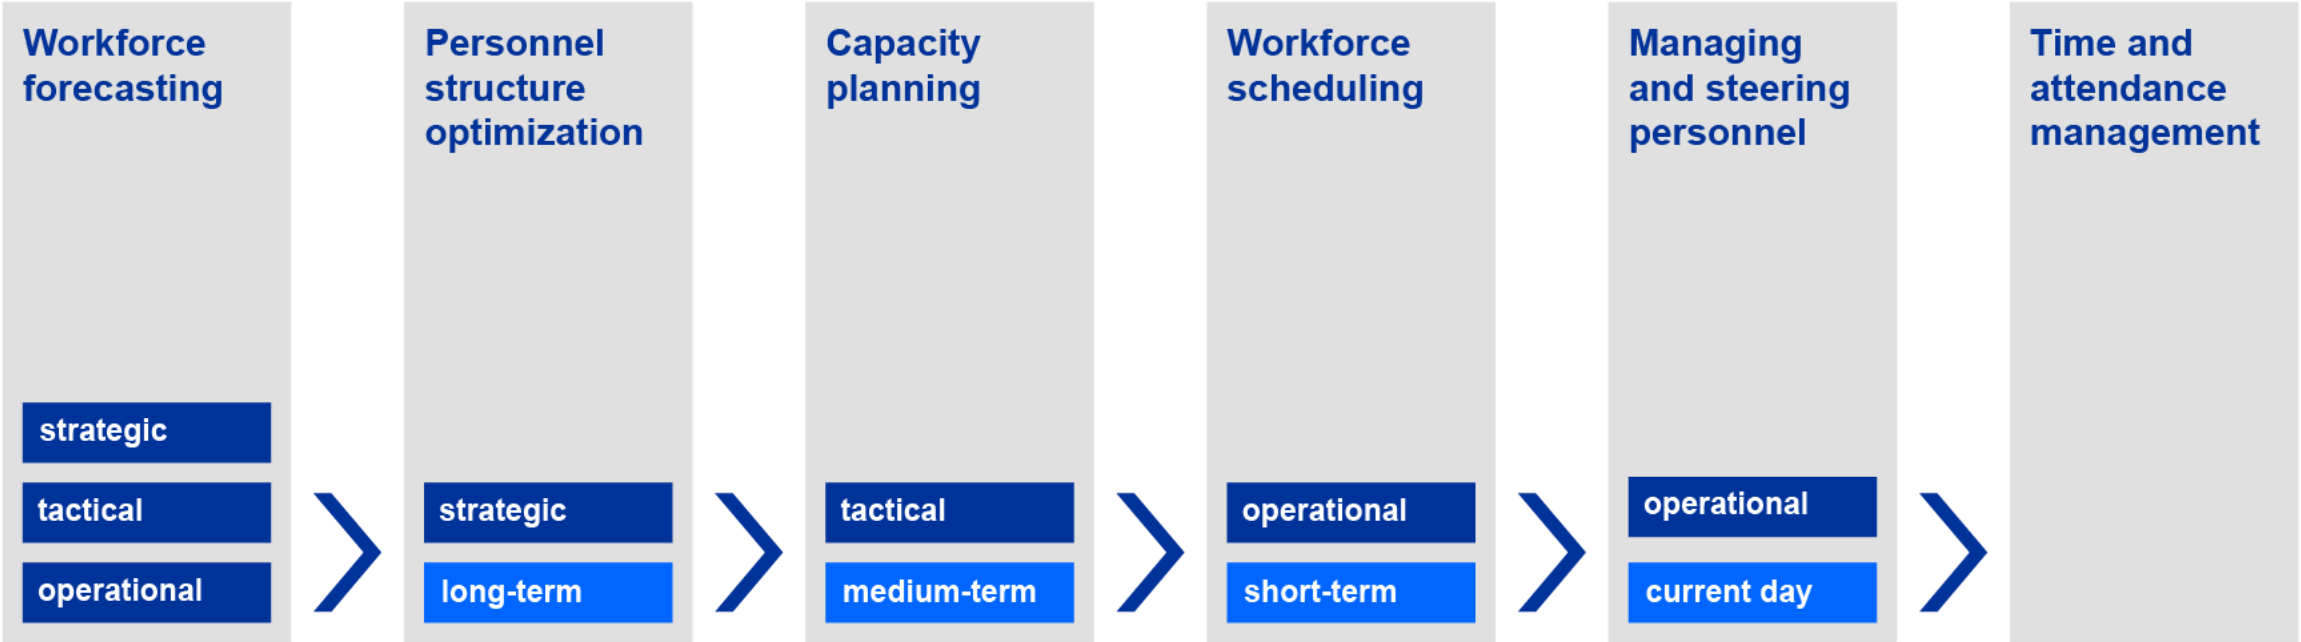 Workforce
forecasting
strategic
tactical
operational
Personnel
structure
optimization
strategic
long-term
Capacity
planning
tactical
medium-term
Workforce
scheduling
operational
short-term
Managing
and steering
personnel
operational
current day
Time and
attendance
management